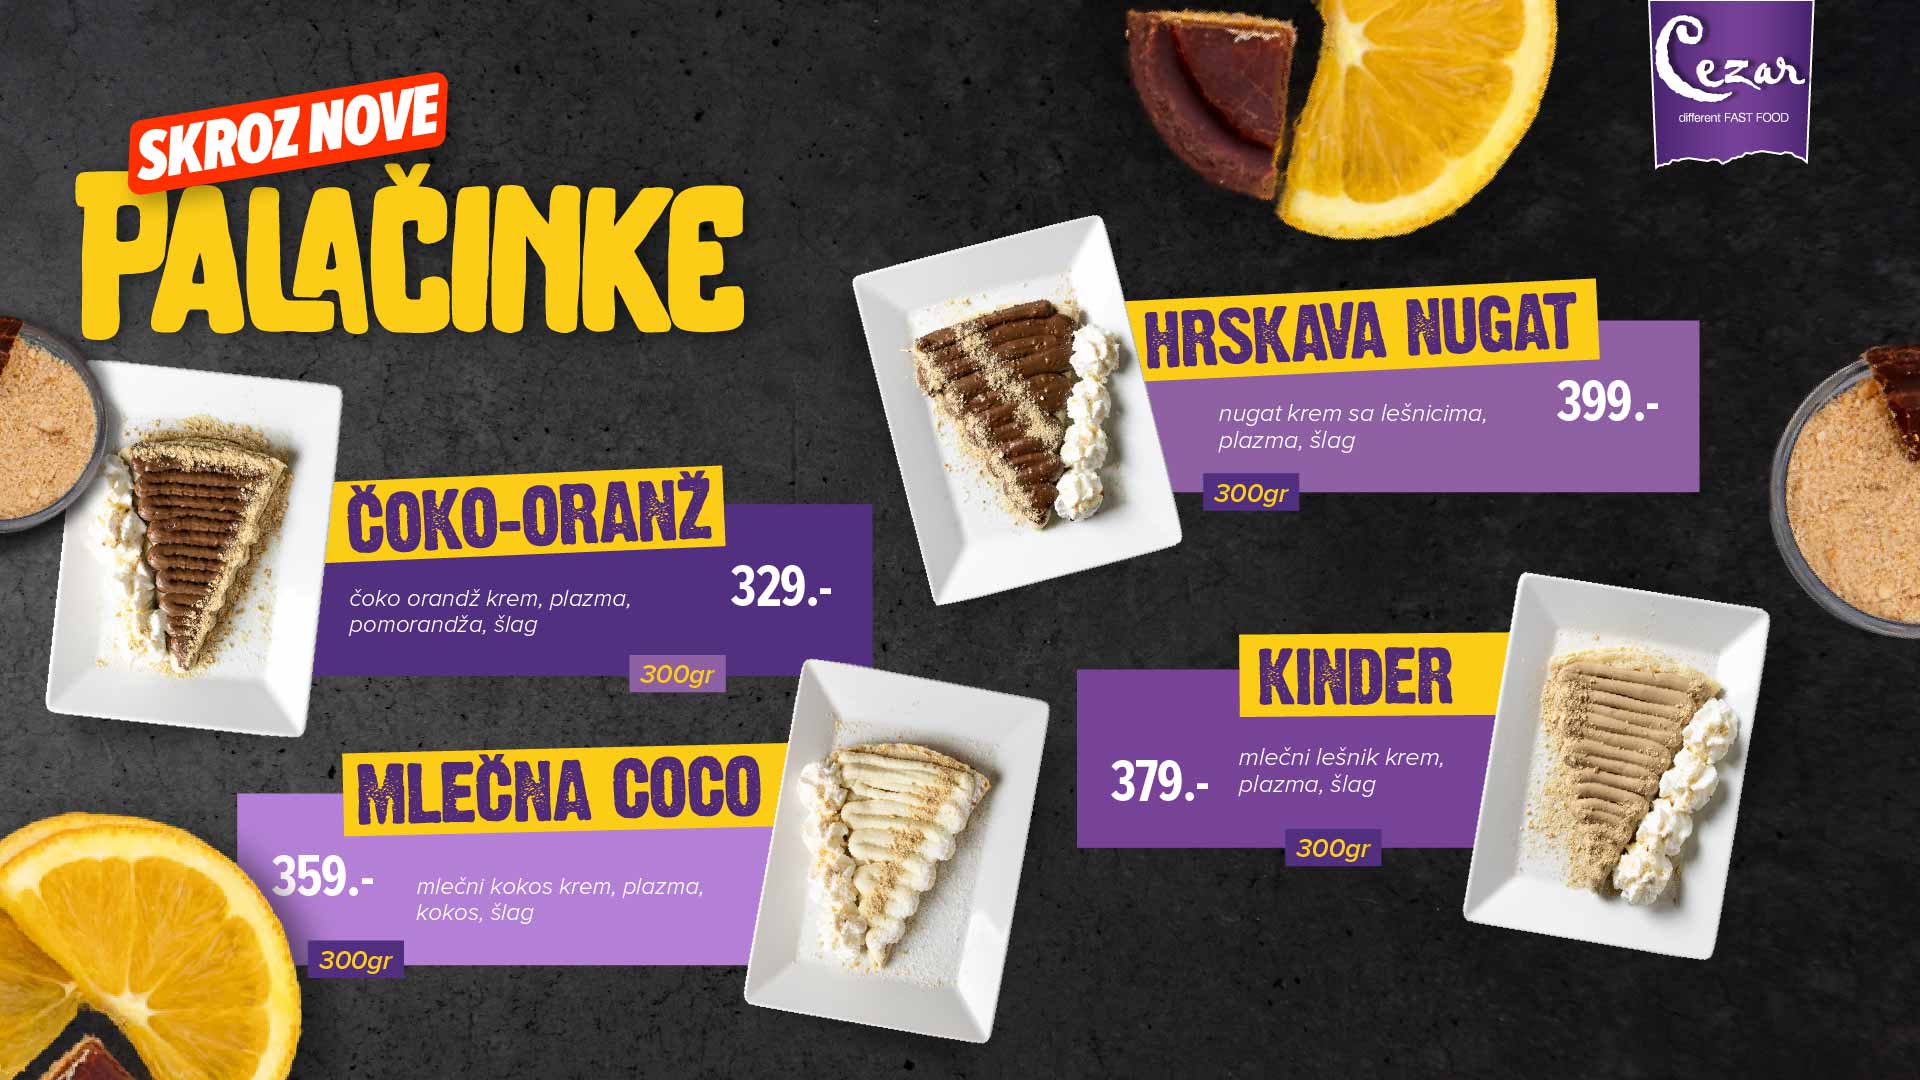 SKROZ NOVE
PALAČINKE
Cezar
different FAST FOOD
HRSKAVA NUGAT
399.-
nugat krem sa lešnicima,
plazma, šlag
300gr
ČOKO-ORANŽ
329.-
čoko orandž krem, plazma,
pomorandža, šlag
300gr
KINDER
379.-
mlečni lešnik krem,
plazma, šlag
300gr
MLEČNA COCO
359.-
mlečni kokos krem, plazma,
kokos, šlag
300gr